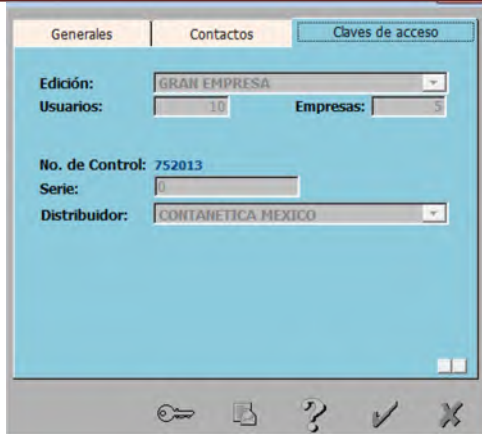 Generales Contactos Claves de acceso
Edición: GRAN EMPRESA
Usuarios: 10 Empresas: 5
No. de Control: 752013
Serie: 0
Distribuidor: CONTANETICA MEXICO